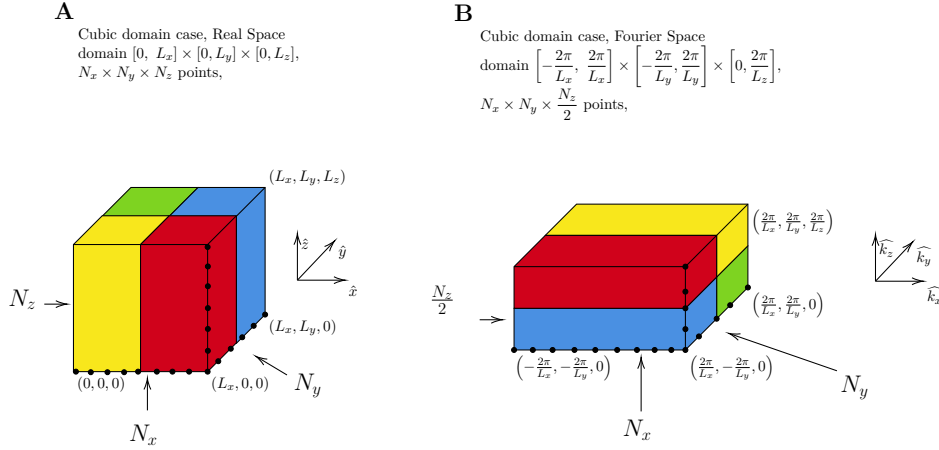 A
Cubic domain case, Real Space
domain [0, L_x] × [0, L_y] × [0, L_z],
N_x × N_y × N_z points,
(L_x, L_y, L_z)
ẑ̂
ŷ
x̂
N_z
(L_x, L_y, 0)
(0, 0, 0)
(L_x, 0, 0)
N_y
N_x
B
Cubic domain case, Fourier Space
domain [−2π/L_x, 2π/L_x] × [−2π/L_y, 2π/L_y] × [0, 2π/L_z],
N_x × N_y × N_z/2 points,
(2π/L_x, 2π/L_y, 2π/L_z)
k̂_z
k̂_y
k̂_x
N_z/2
(2π/L_x, 2π/L_y, 0)
(−2π/L_x, −2π/L_y, 0)
(2π/L_x, −2π/L_y, 0)
N_y
N_x